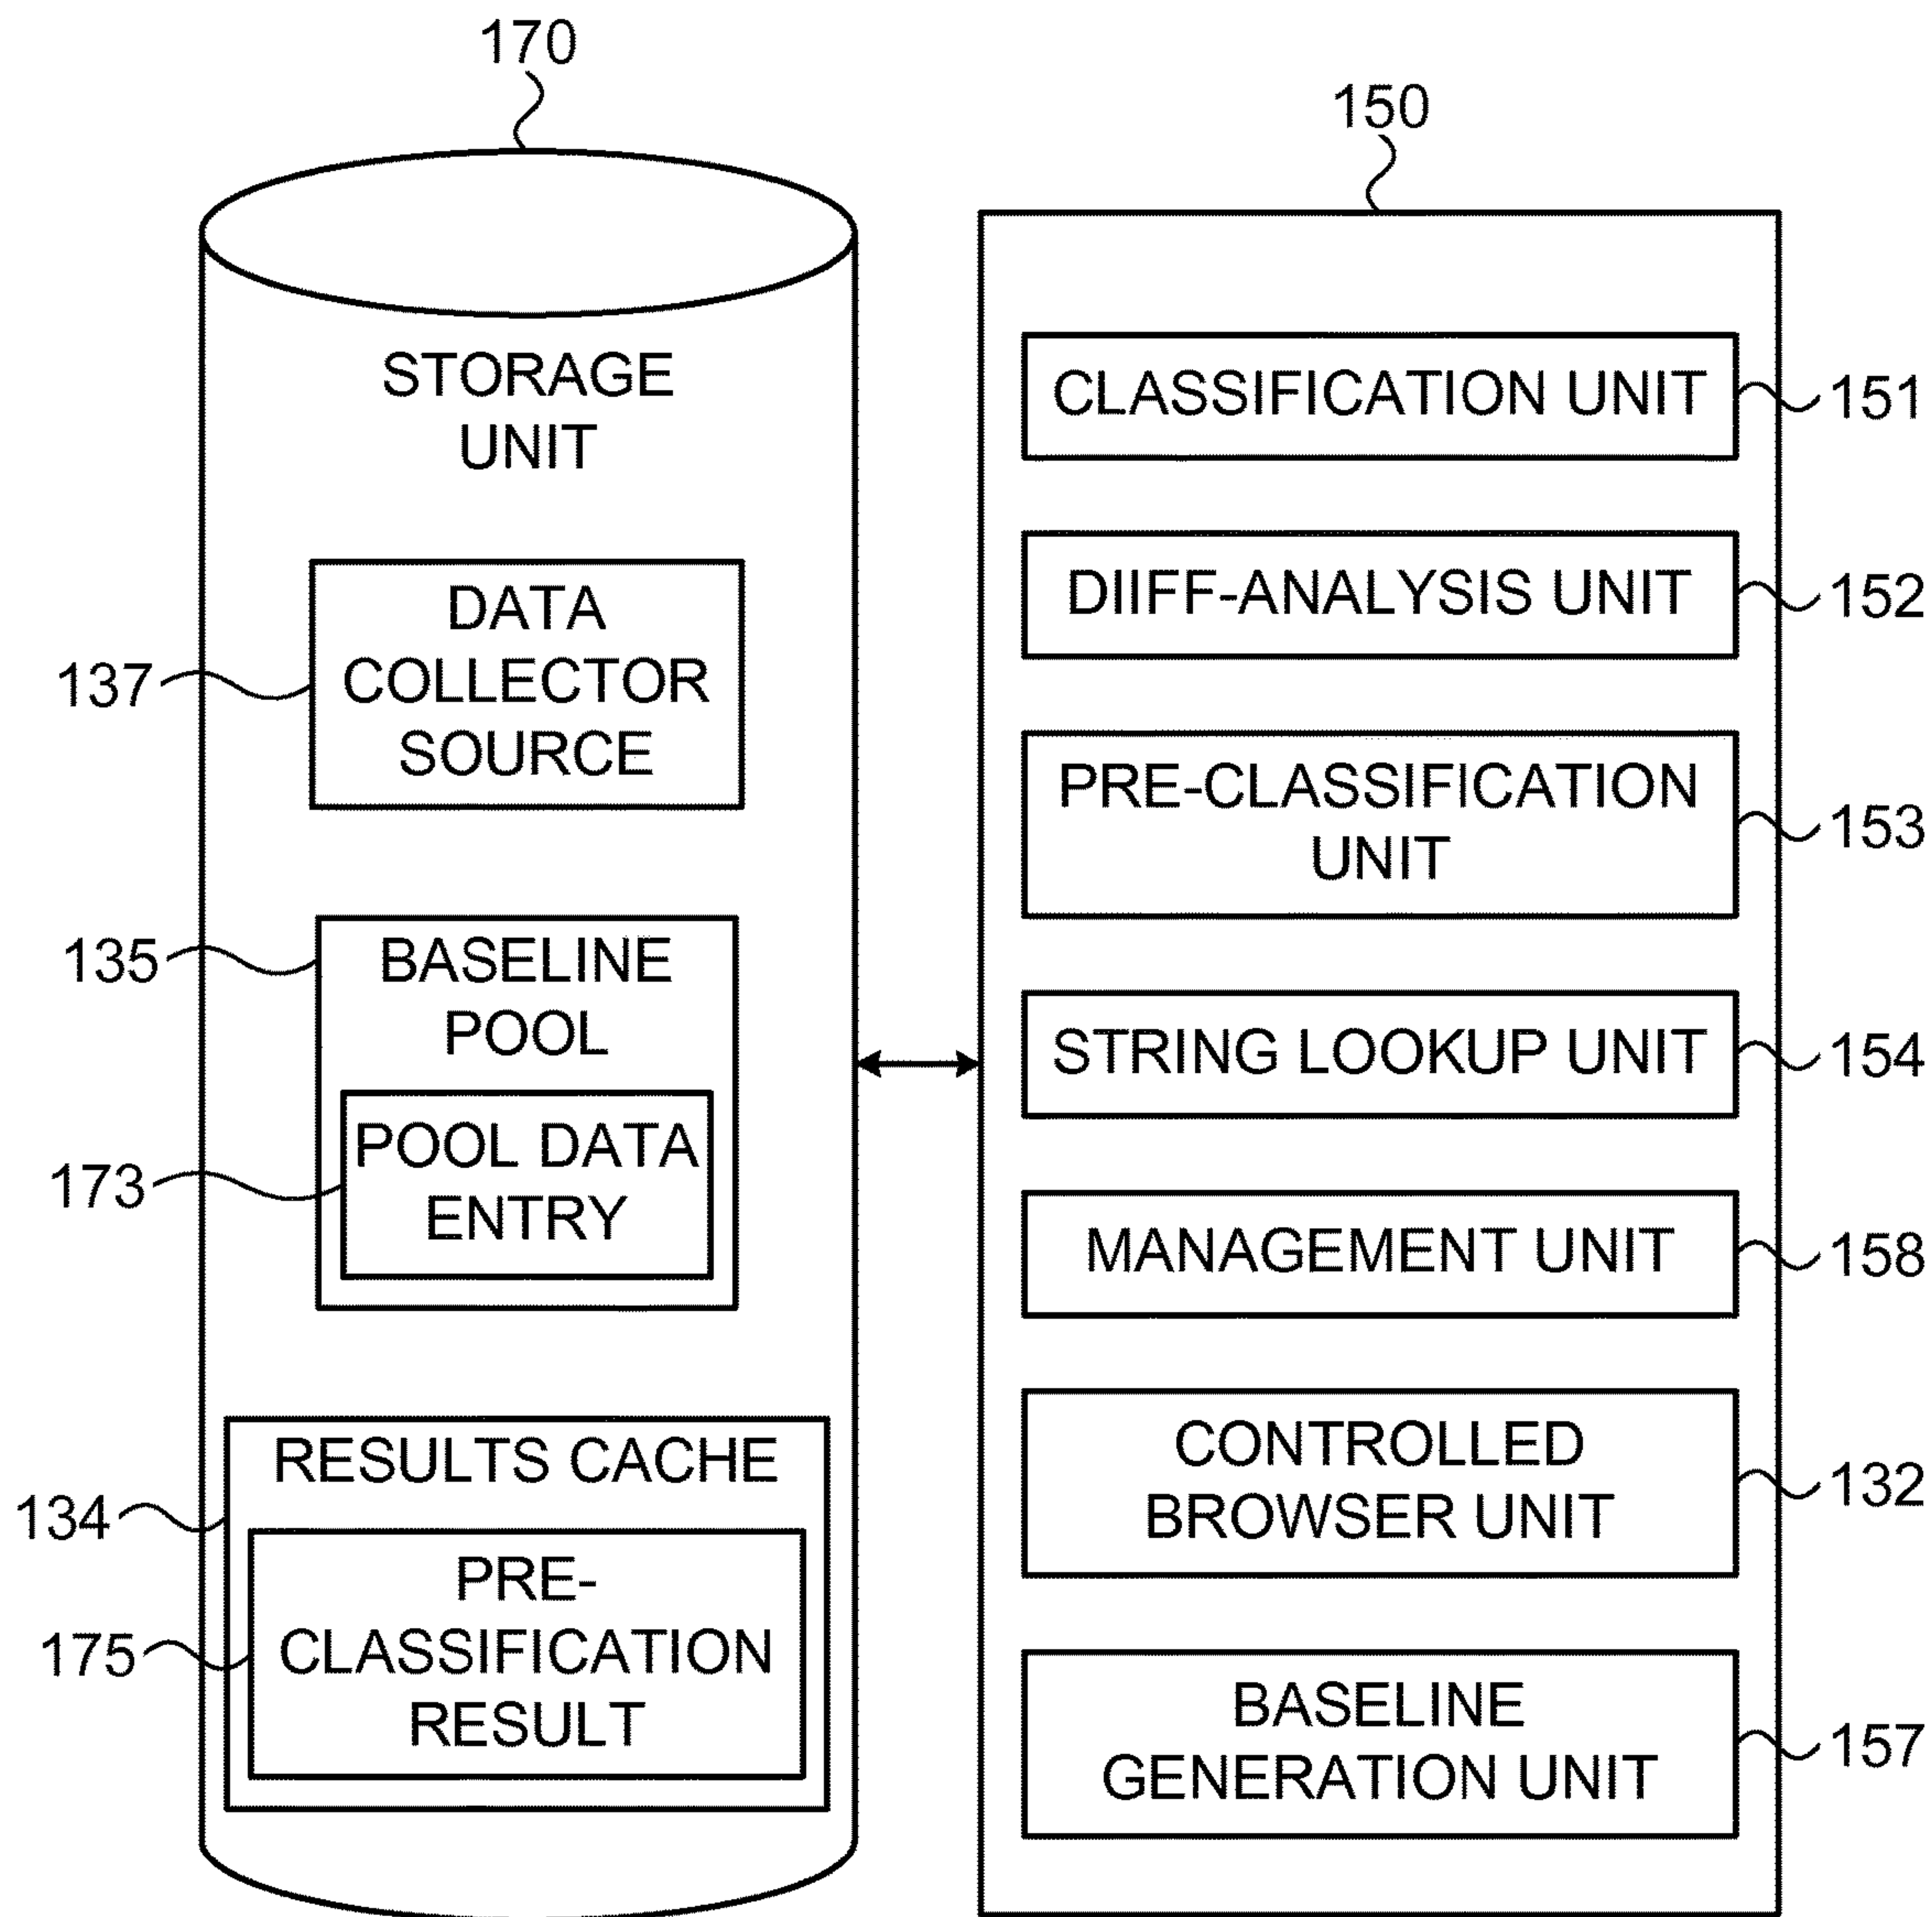 170
150
STORAGE
UNIT
DATA
COLLECTOR
SOURCE
137
BASELINE
POOL
135
POOL DATA
ENTRY
173
RESULTS CACHE
134
PRE-
CLASSIFICATION
RESULT
175
CLASSIFICATION UNIT
151
DIIFF-ANALYSIS UNIT
152
PRE-CLASSIFICATION
UNIT
153
STRING LOOKUP UNIT
154
MANAGEMENT UNIT
158
CONTROLLED
BROWSER UNIT
132
BASELINE
GENERATION UNIT
157